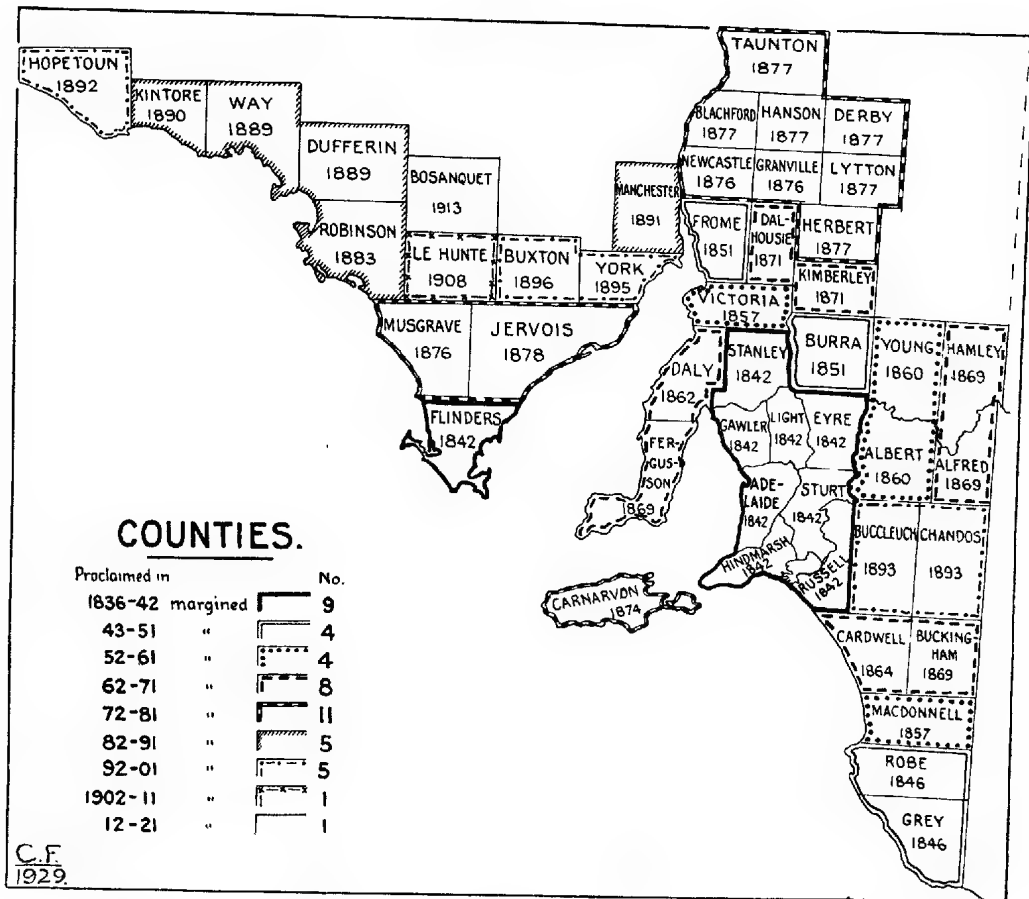 HOPETOUN
1892
KINTORE
1890
WAY
1889
DUFFERIN
1889
BOSANQUET
1913
ROBINSON
1883
LE HUNTE
1908
BUXTON
1896
YORK
1895
MANCHESTER
1891
MUSGRAVE
1876
JERVOIS
1878
FLINDERS
1842
TAUNTON
1877
BLACHFORD
1877
HANSON
1877
DERBY
1877
NEWCASTLE
1876
GRANVILLE
1876
LYTTON
1877
FROME
1851
DAL-
HOUSIE
1871
HERBERT
1877
KIMBERLEY
1871
VICTORIA
1857
BURRA
1851
YOUNG
1860
HAMLEY
1869
DALY
1862
STANLEY
1842
GAWLER
1842
LIGHT
1842
EYRE
1842
ALBERT
1860
ALFRED
1869
FER-
GUS-
SON
1869
ADE-
LAIDE
1842
STURT
1842
HINDMARSH
1842
RUSSELL
1842
BUCCLEUCH
1893
CHANDOS
1893
CARNARVON
1874
CARDWELL
1864
BUCKING
HAM
1869
MACDONNELL
1857
ROBE
1846
GREY
1846
COUNTIES.
Proclaimed in No.
1836-42 margined 9
43-51 " 4
52-61 " 4
62-71 " 8
72-81 " 11
82-91 " 5
92-01 " 5
1902-11 " 1
12-21 " 1
C.F.
1929.